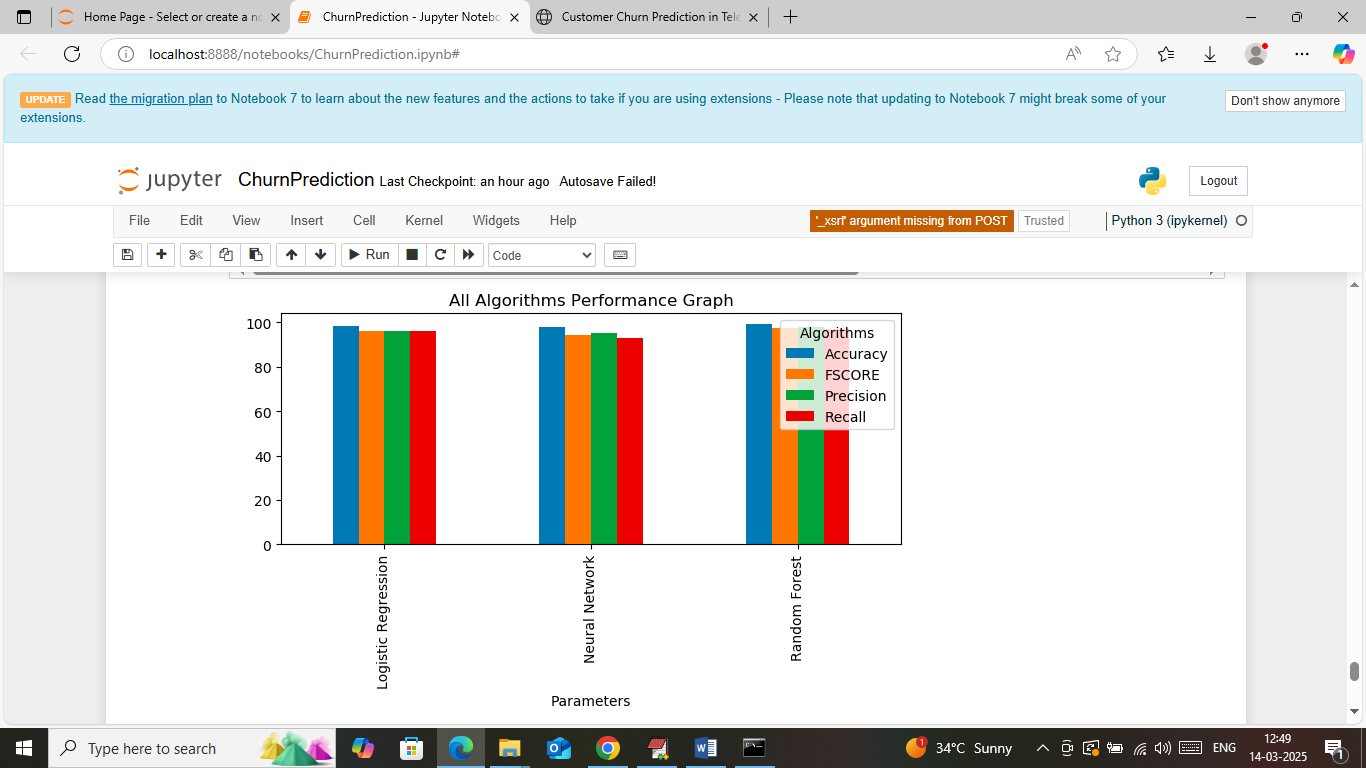 Home Page - Select or create a n
ChurnPrediction - Jupyter Notebo
Customer Churn Prediction in Tele
localhost:8888/notebooks/ChurnPrediction.ipynb#
UPDATE Read the migration plan to Notebook 7 to learn about the new features and the actions to take if you are using extensions - Please note that updating to Notebook 7 might break some of your
extensions.
Don't show anymore
jupyter ChurnPrediction Last Checkpoint: an hour ago Autosave Failed!
Logout
File Edit View Insert Cell Kernel Widgets Help
'_xsrf' argument missing from POST
Trusted
Python 3 (ipykernel)
Run
Code
All Algorithms Performance Graph
100
80
60
40
20
0
Algorithms
Accuracy
FSCORE
Precision
Recall
Logistic Regression
Neural Network
Random Forest
Parameters
Type here to search
1
34°C Sunny
ENG
12:49
14-03-2025
1